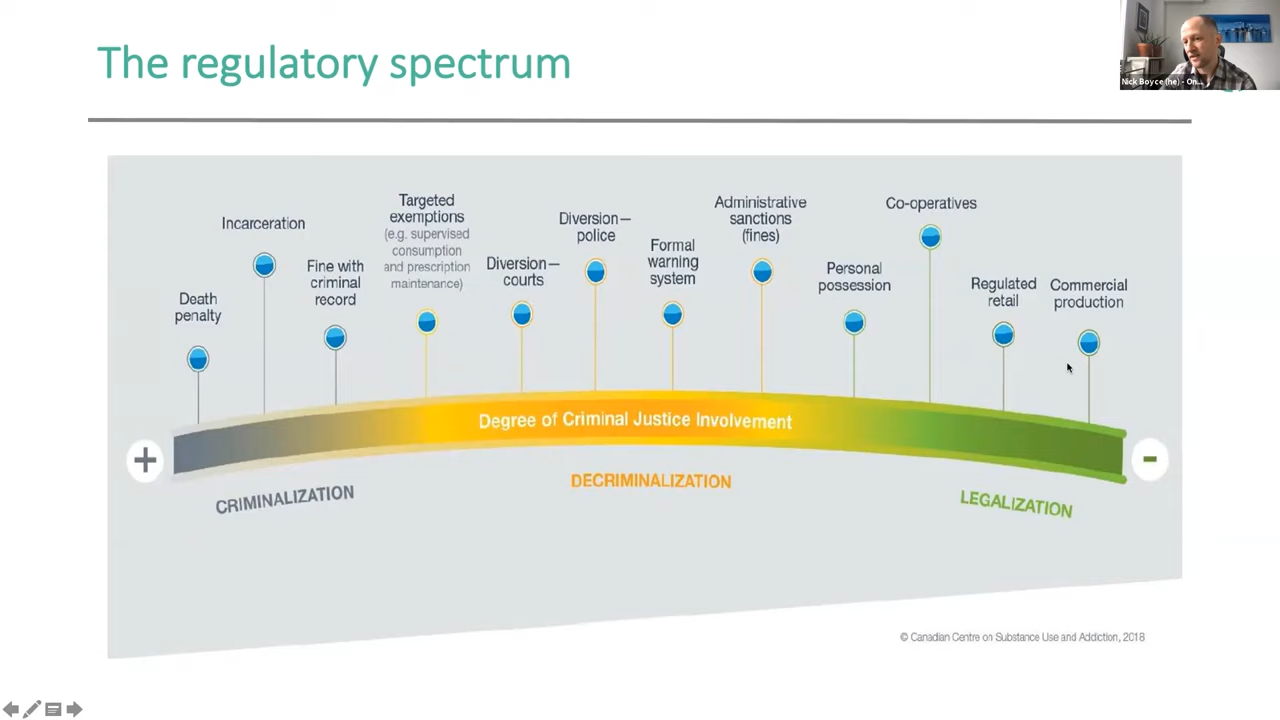 The regulatory spectrum
Nick Boyce (he) - On...
Death
penalty
Incarceration
Fine with
criminal
record
Targeted
exemptions
(e.g. supervised
consumption
and prescription
maintenance)
Diversion—
courts
Diversion—
police
Formal
warning
system
Administrative
sanctions
(fines)
Personal
possession
Co-operatives
Regulated
retail
Commercial
production
+
Degree of Criminal Justice Involvement
-
CRIMINALIZATION
DECRIMINALIZATION
LEGALIZATION
© Canadian Centre on Substance Use and Addiction, 2018